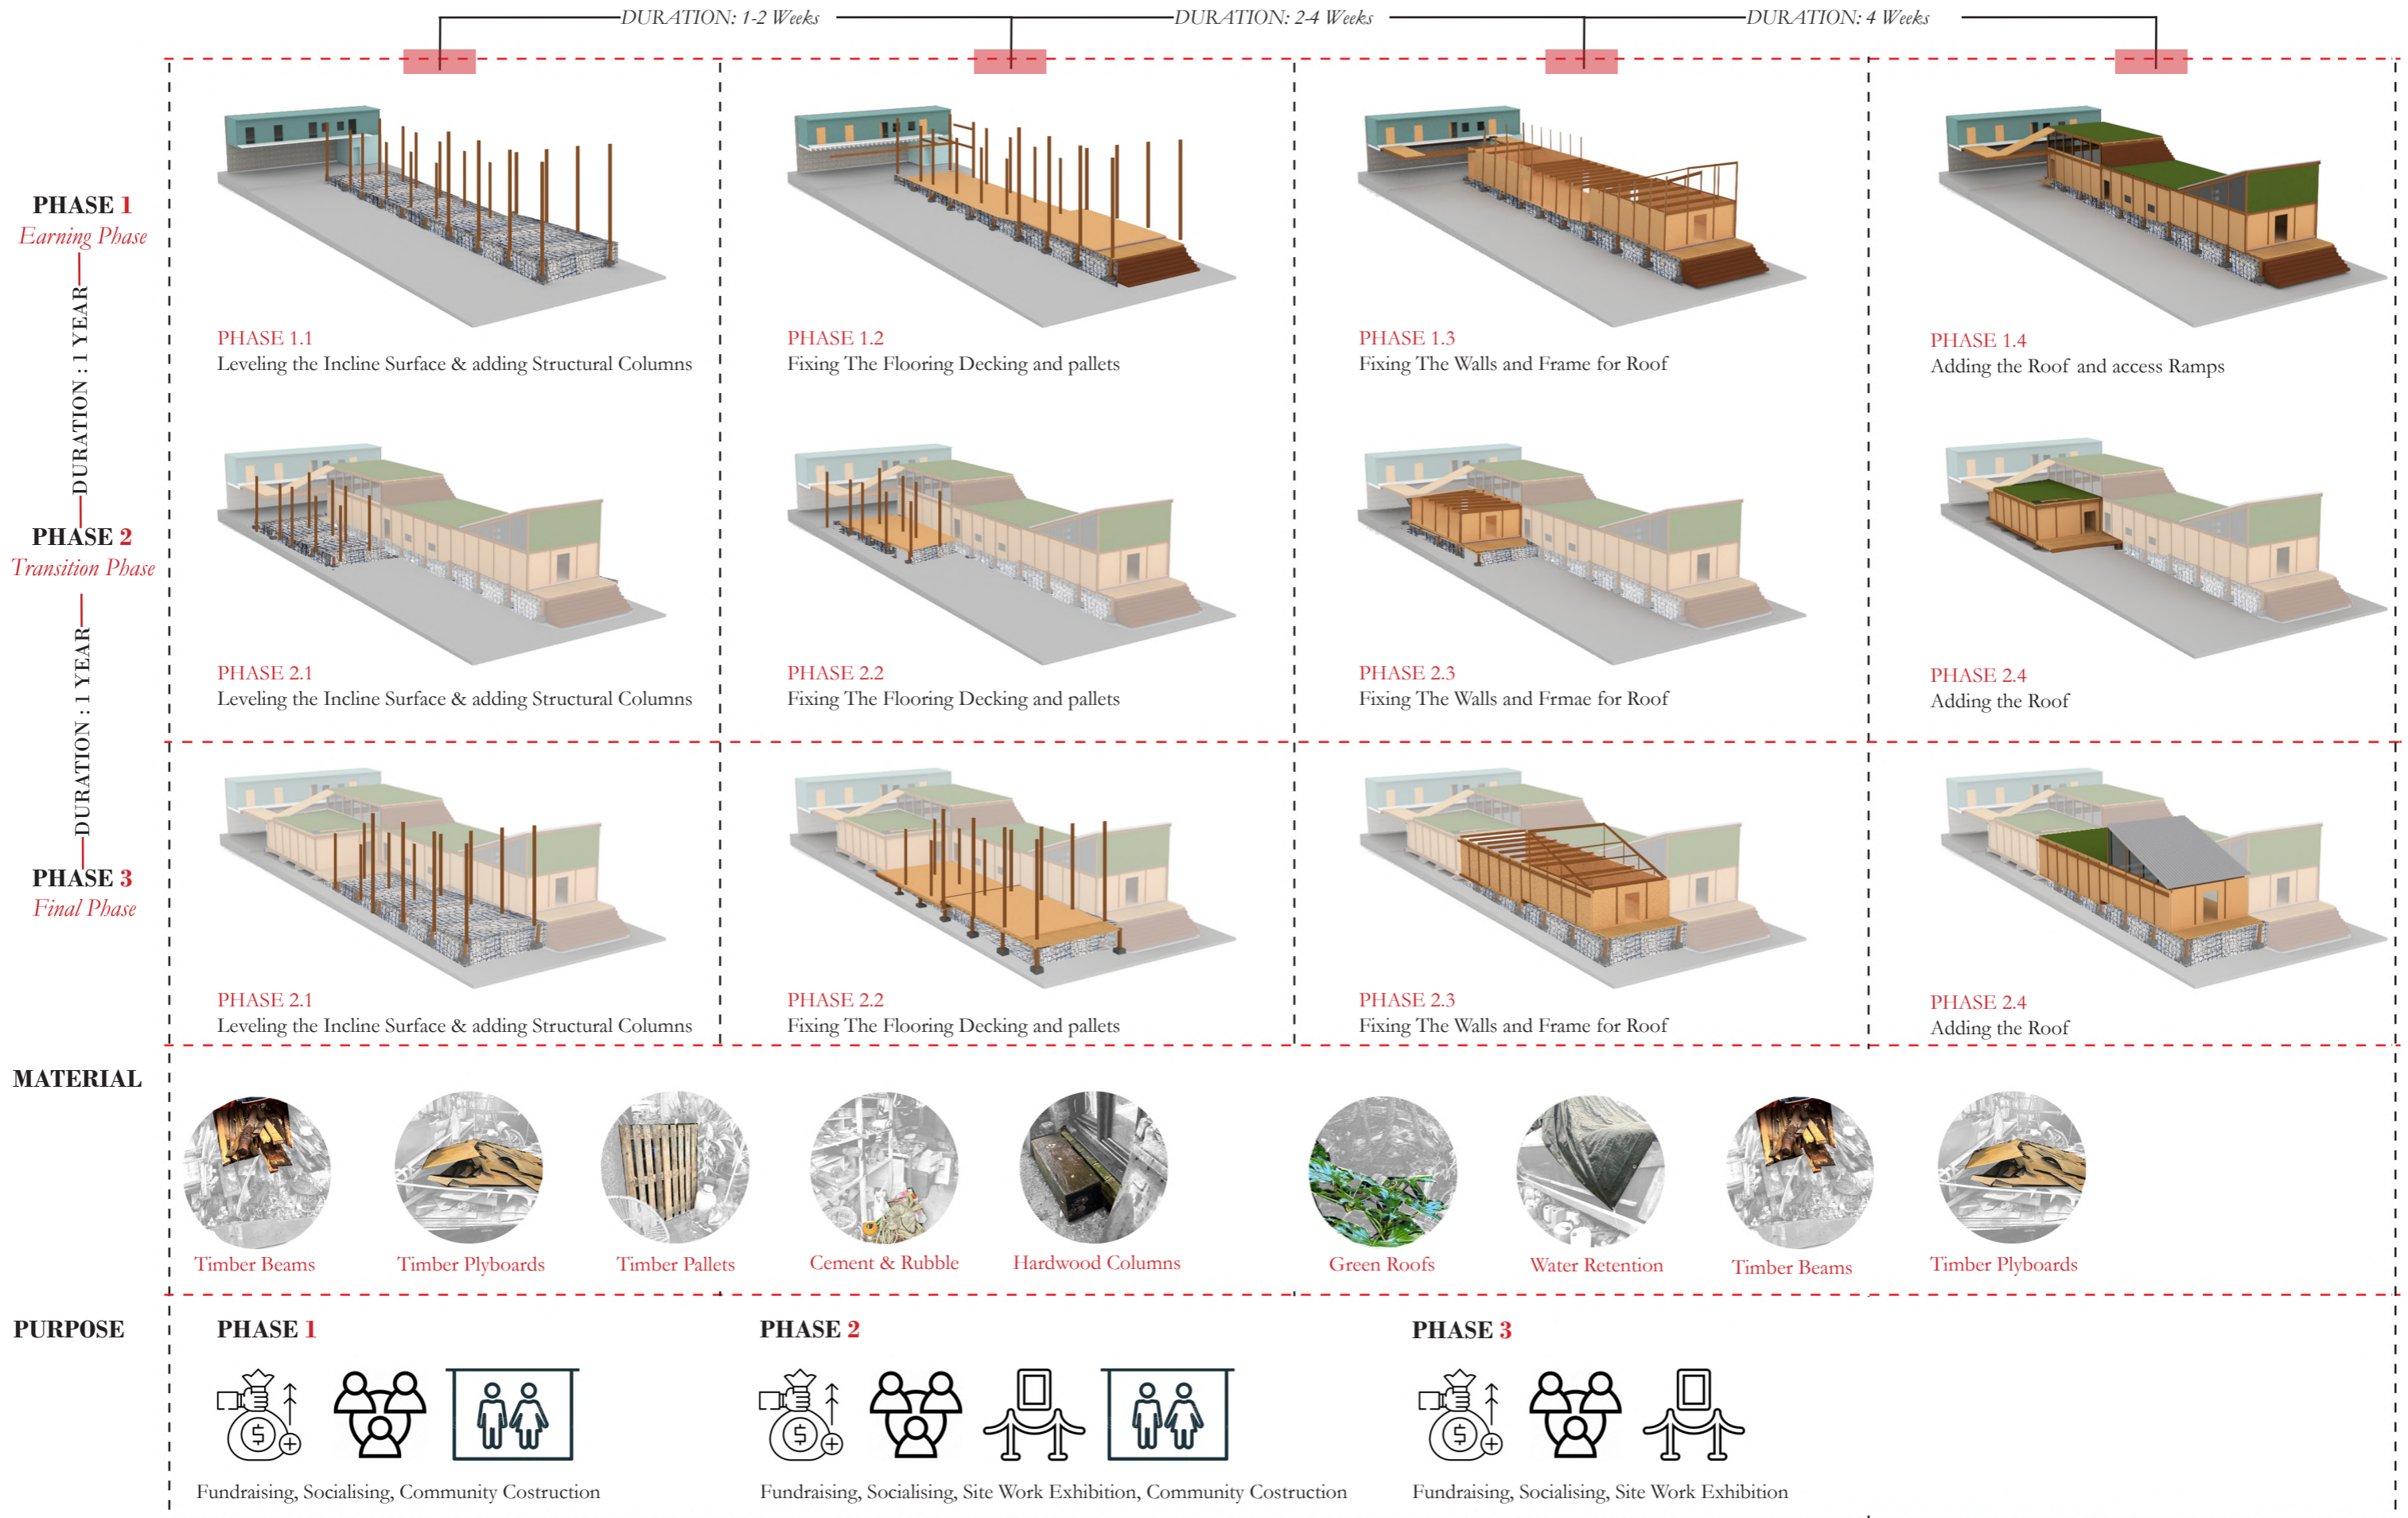 DURATION: 1-2 Weeks
DURATION: 2-4 Weeks
DURATION: 4 Weeks
PHASE 1
Earning Phase
PHASE 1.1
Leveling the Incline Surface & adding Structural Columns
PHASE 1.2
Fixing The Flooring Decking and pallets
PHASE 1.3
Fixing The Walls and Frame for Roof
PHASE 1.4
Adding the Roof and access Ramps
DURATION : 1 YEAR
PHASE 2
Transition Phase
PHASE 2.1
Leveling the Incline Surface & adding Structural Columns
PHASE 2.2
Fixing The Flooring Decking and pallets
PHASE 2.3
Fixing The Walls and Frmae for Roof
PHASE 2.4
Adding the Roof
DURATION : 1 YEAR
PHASE 3
Final Phase
PHASE 2.1
Leveling the Incline Surface & adding Structural Columns
PHASE 2.2
Fixing The Flooring Decking and pallets
PHASE 2.3
Fixing The Walls and Frame for Roof
PHASE 2.4
Adding the Roof
MATERIAL
Timber Beams
Timber Plyboards
Timber Pallets
Cement & Rubble
Hardwood Columns
Green Roofs
Water Retention
Timber Beams
Timber Plyboards
PURPOSE
PHASE 1
$
Fundraising, Socialising, Community Costruction
PHASE 2
$
Fundraising, Socialising, Site Work Exhibition, Community Costruction
PHASE 3
$
Fundraising, Socialising, Site Work Exhibition